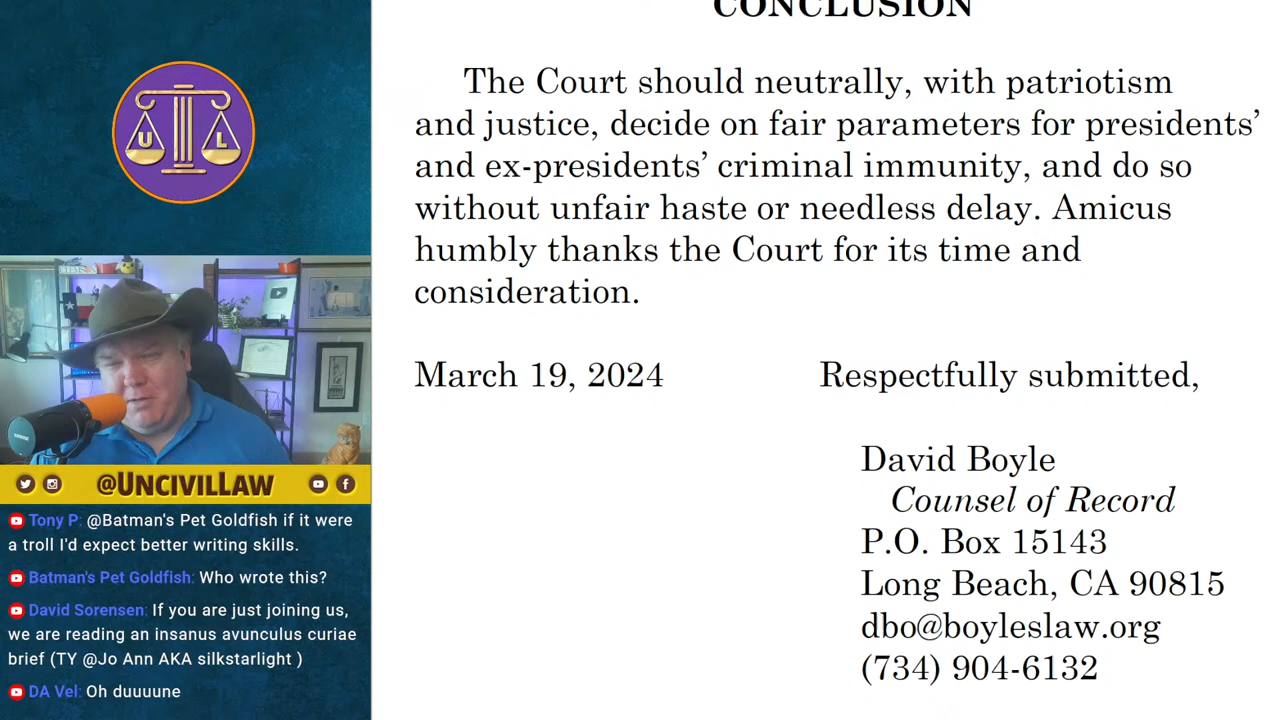 CONCLUSION
The Court should neutrally, with patriotism
and justice, decide on fair parameters for presidents’
and ex-presidents’ criminal immunity, and do so
without unfair haste or needless delay. Amicus
humbly thanks the Court for its time and
consideration.
March 19, 2024
Respectfully submitted,
David Boyle
Counsel of Record
P.O. Box 15143
Long Beach, CA 90815
dbo@boyleslaw.org
(734) 904-6132
U L
@UNCIVILLAW
Tony P: @Batman's Pet Goldfish if it were
a troll I'd expect better writing skills.
Batman's Pet Goldfish: Who wrote this?
David Sorensen: If you are just joining us,
we are reading an insanus avunculus curiae
brief (TY @Jo Ann AKA silkstarlight )
DA Vel: Oh duuuune